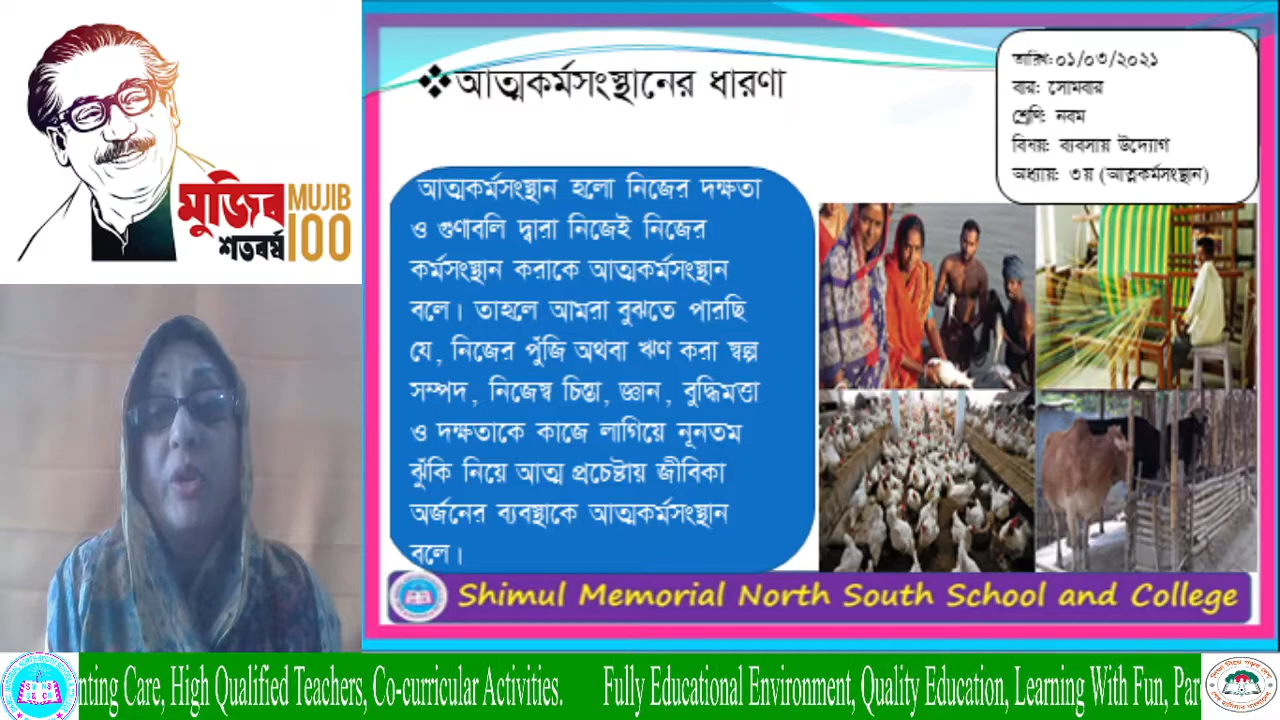 মুজিব
শতবর্ষ
MUJIB
100
❖আত্মকর্মসংস্থানের ধারণা
তারিখ:০১/০৩/২০২১
বার: সোমবার
শ্রেণি: নবম
বিষয়: ব্যবসায় উদ্যোগ
অধ্যায়: ৩য় (আত্নকর্মসংস্থান)
আত্মকর্মসংস্থান হলো নিজের দক্ষতা
ও গুণাবলি দ্বারা নিজেই নিজের
কর্মসংস্থান করাকে আত্মকর্মসংস্থান
বলে। তাহলে আমরা বুঝতে পারছি
যে, নিজের পুঁজি অথবা ঋণ করা স্বল্প
সম্পদ, নিজেস্ব চিন্তা, জ্ঞান, বুদ্ধিমত্তা
ও দক্ষতাকে কাজে লাগিয়ে নূনতম
ঝুঁকি নিয়ে আত্ম প্রচেষ্টায় জীবিকা
অর্জনের ব্যবস্থাকে আত্মকর্মসংস্থান
বলে।
Shimul Memorial North South School and College
nting Care, High Qualified Teachers, Co-curricular Activities. Fully Educational Environment, Quality Education, Learning With Fun, Par